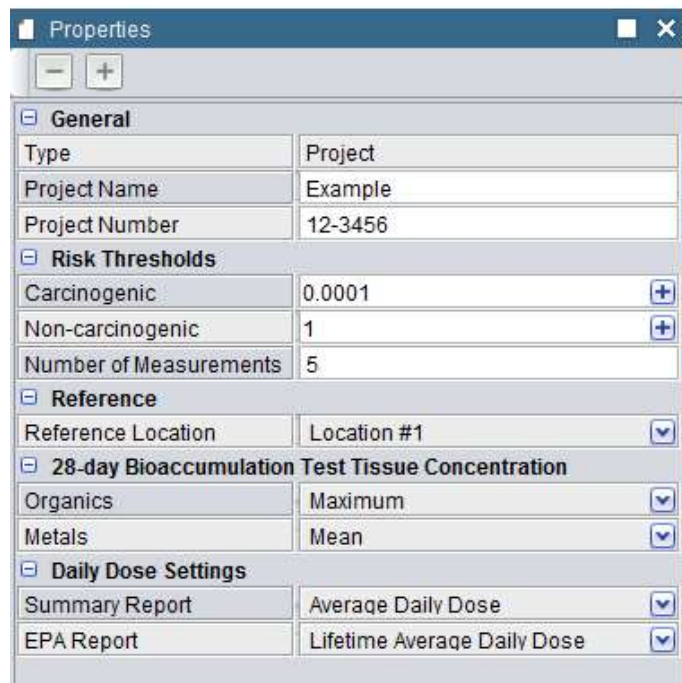 Properties
General
Type Project
Project Name Example
Project Number 12-3456
Risk Thresholds
Carcinogenic 0.0001
Non-carcinogenic 1
Number of Measurements 5
Reference
Reference Location Location #1
28-day Bioaccumulation Test Tissue Concentration
Organics Maximum
Metals Mean
Daily Dose Settings
Summary Report Average Daily Dose
EPA Report Lifetime Average Daily Dose